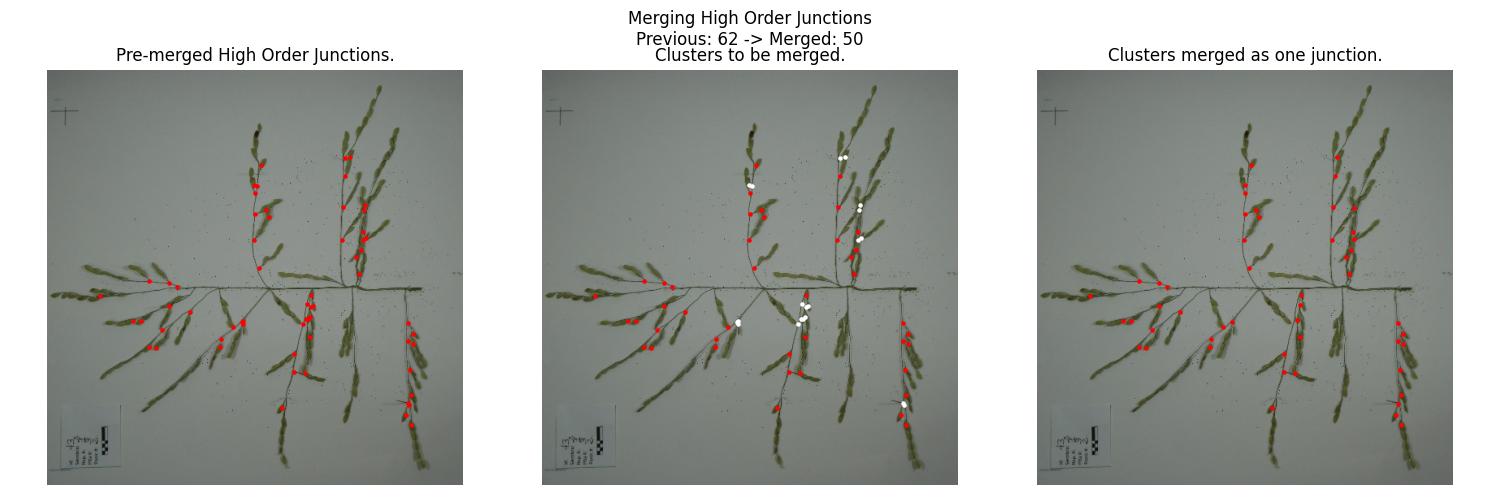 Merging High Order Junctions
Previous: 62 -> Merged: 50
Pre-merged High Order Junctions.
Clusters to be merged.
Clusters merged as one junction.